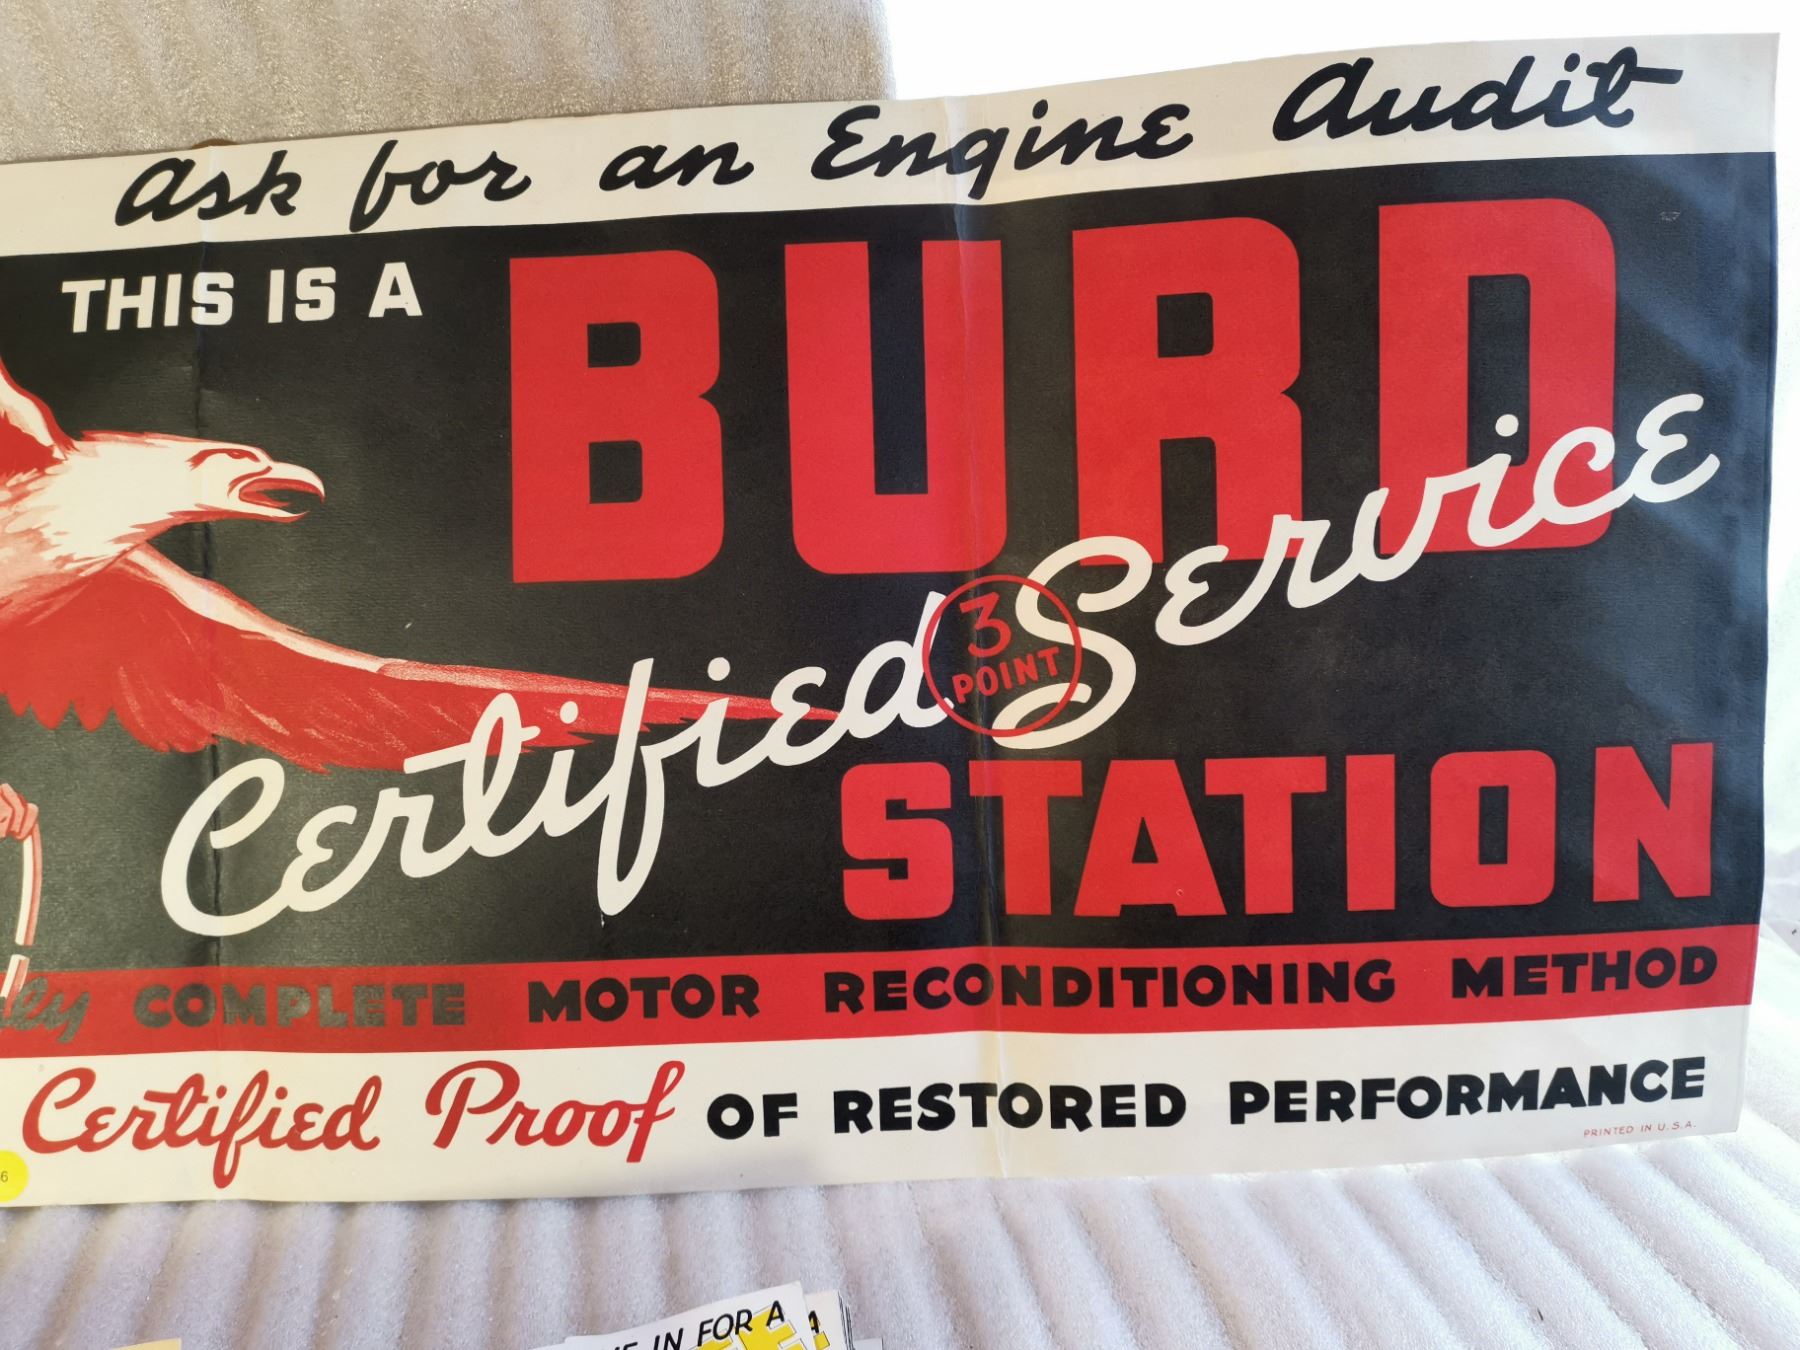 Ask for an Engine Audit
THIS IS A
BURD
Certified Service
3
POINT
STATION
COMPLETE MOTOR RECONDITIONING METHOD
Certified Proof OF RESTORED PERFORMANCE
PRINTED IN U.S.A.
6
IN FOR A